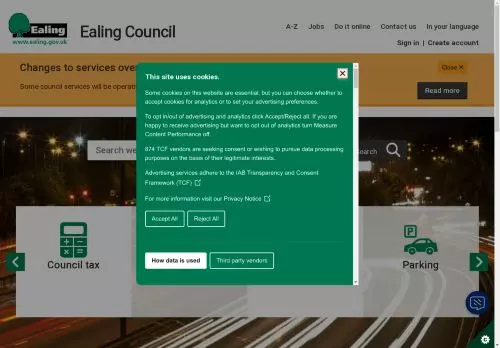 Ealing
www.ealing.gov.uk
Ealing Council
A-Z Jobs Do it online Contact us In your language
Sign in | Create account
Changes to services over
Close ✕
Some council services will be operati
Read more
This site uses cookies.
Some cookies on this website are essential, but you can choose whether to
accept cookies for analytics or to set your advertising preferences.
To opt in/out of advertising and analytics click Accept/Reject all. If you are
happy to receive advertising but want to opt out of analytics turn Measure
Content Performance off.
874 TCF vendors are seeking consent or wishing to pursue data processing
purposes on the base of their legitimate interests.
Advertising services adhere to the IAB Transparency and Consent
Framework (TCF)
For more information visit our Privacy Notice
Accept All Reject All
How data is used Third party vendors
Search we
Search
Council tax
P
Parking